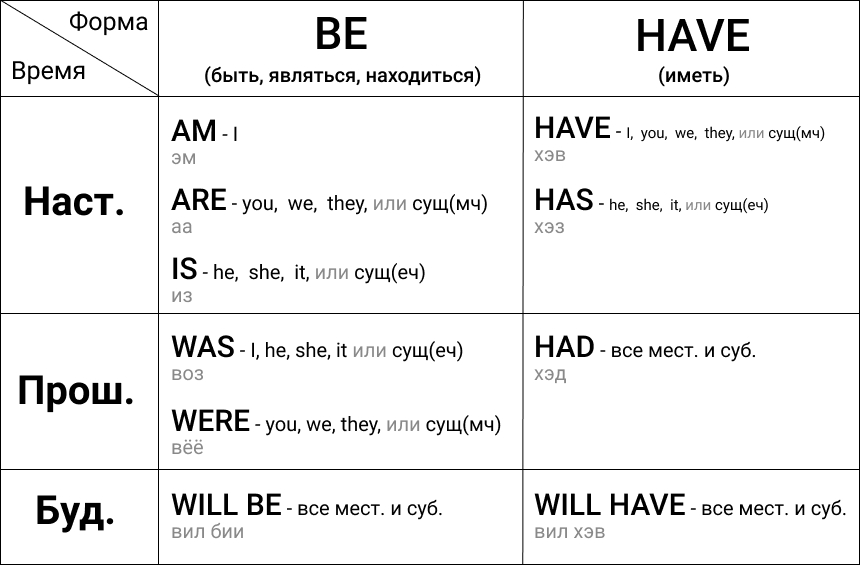 Форма
Время
BE
(быть, являться, находиться)
HAVE
(иметь)
Наст.
AM - I
эм
ARE - you, we, they, или сущ(мч)
аа
IS - he, she, it, или сущ(еч)
из
HAVE - I, you, we, they, или сущ(мч)
хэв
HAS - he, she, it, или сущ(еч)
хэз
Прош.
WAS - I, he, she, it или сущ(еч)
воз
WERE - you, we, they, или сущ(мч)
вёё
HAD - все мест. и суб.
хэд
Буд.
WILL BE - все мест. и суб.
вил бии
WILL HAVE - все мест. и суб.
вил хэв